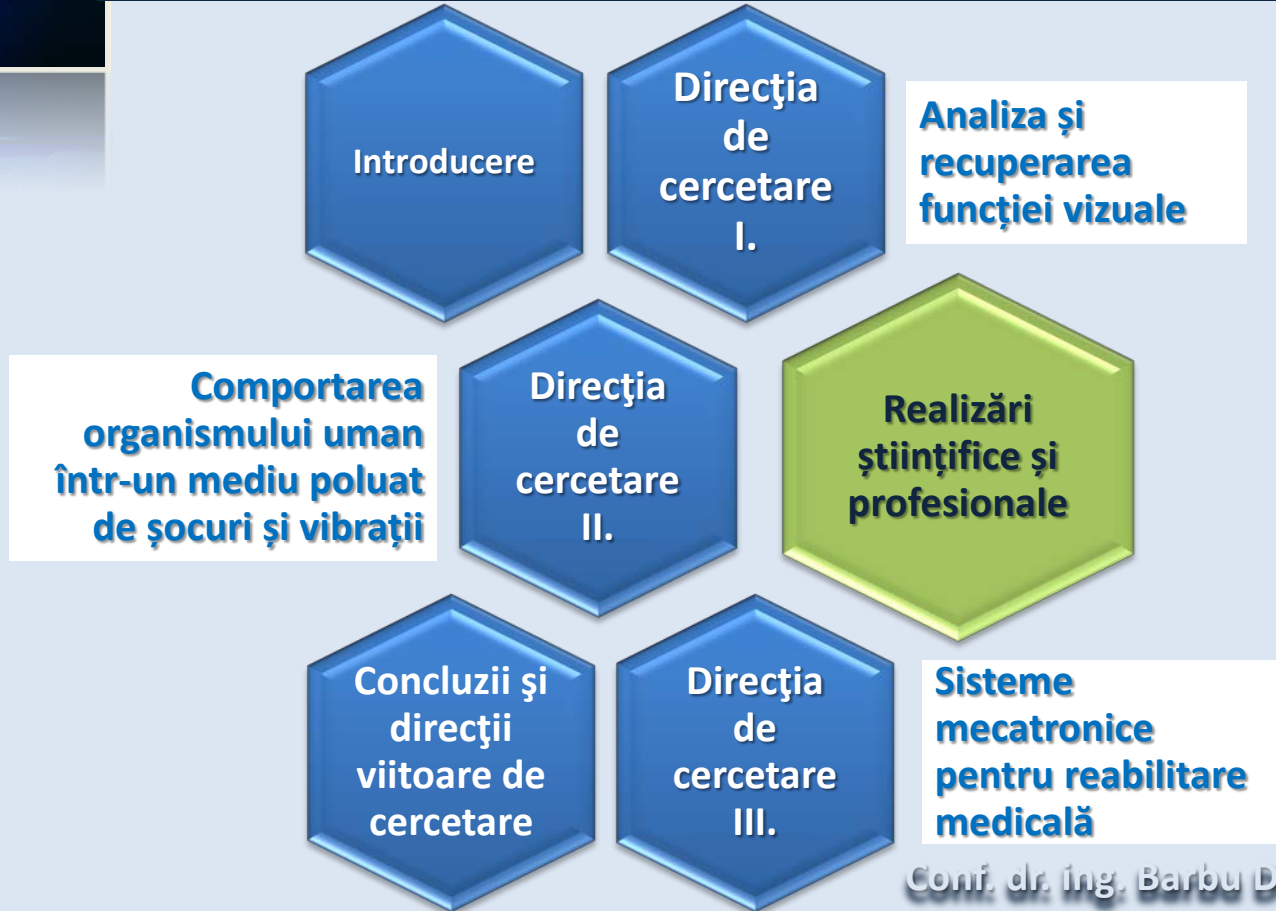 Introducere
Direcţia
de
cercetare
I.
Analiza și
recuperarea
funcției vizuale
Comportarea
organismului uman
într-un mediu poluat
de șocuri și vibrații
Direcţia
de
cercetare
II.
Realizări
științifice și
profesionale
Concluzii şi
direcţii
viitoare de
cercetare
Direcţia
de
cercetare
III.
Sisteme
mecatronice
pentru reabilitare
medicală
Conf. dr. ing. Barbu D